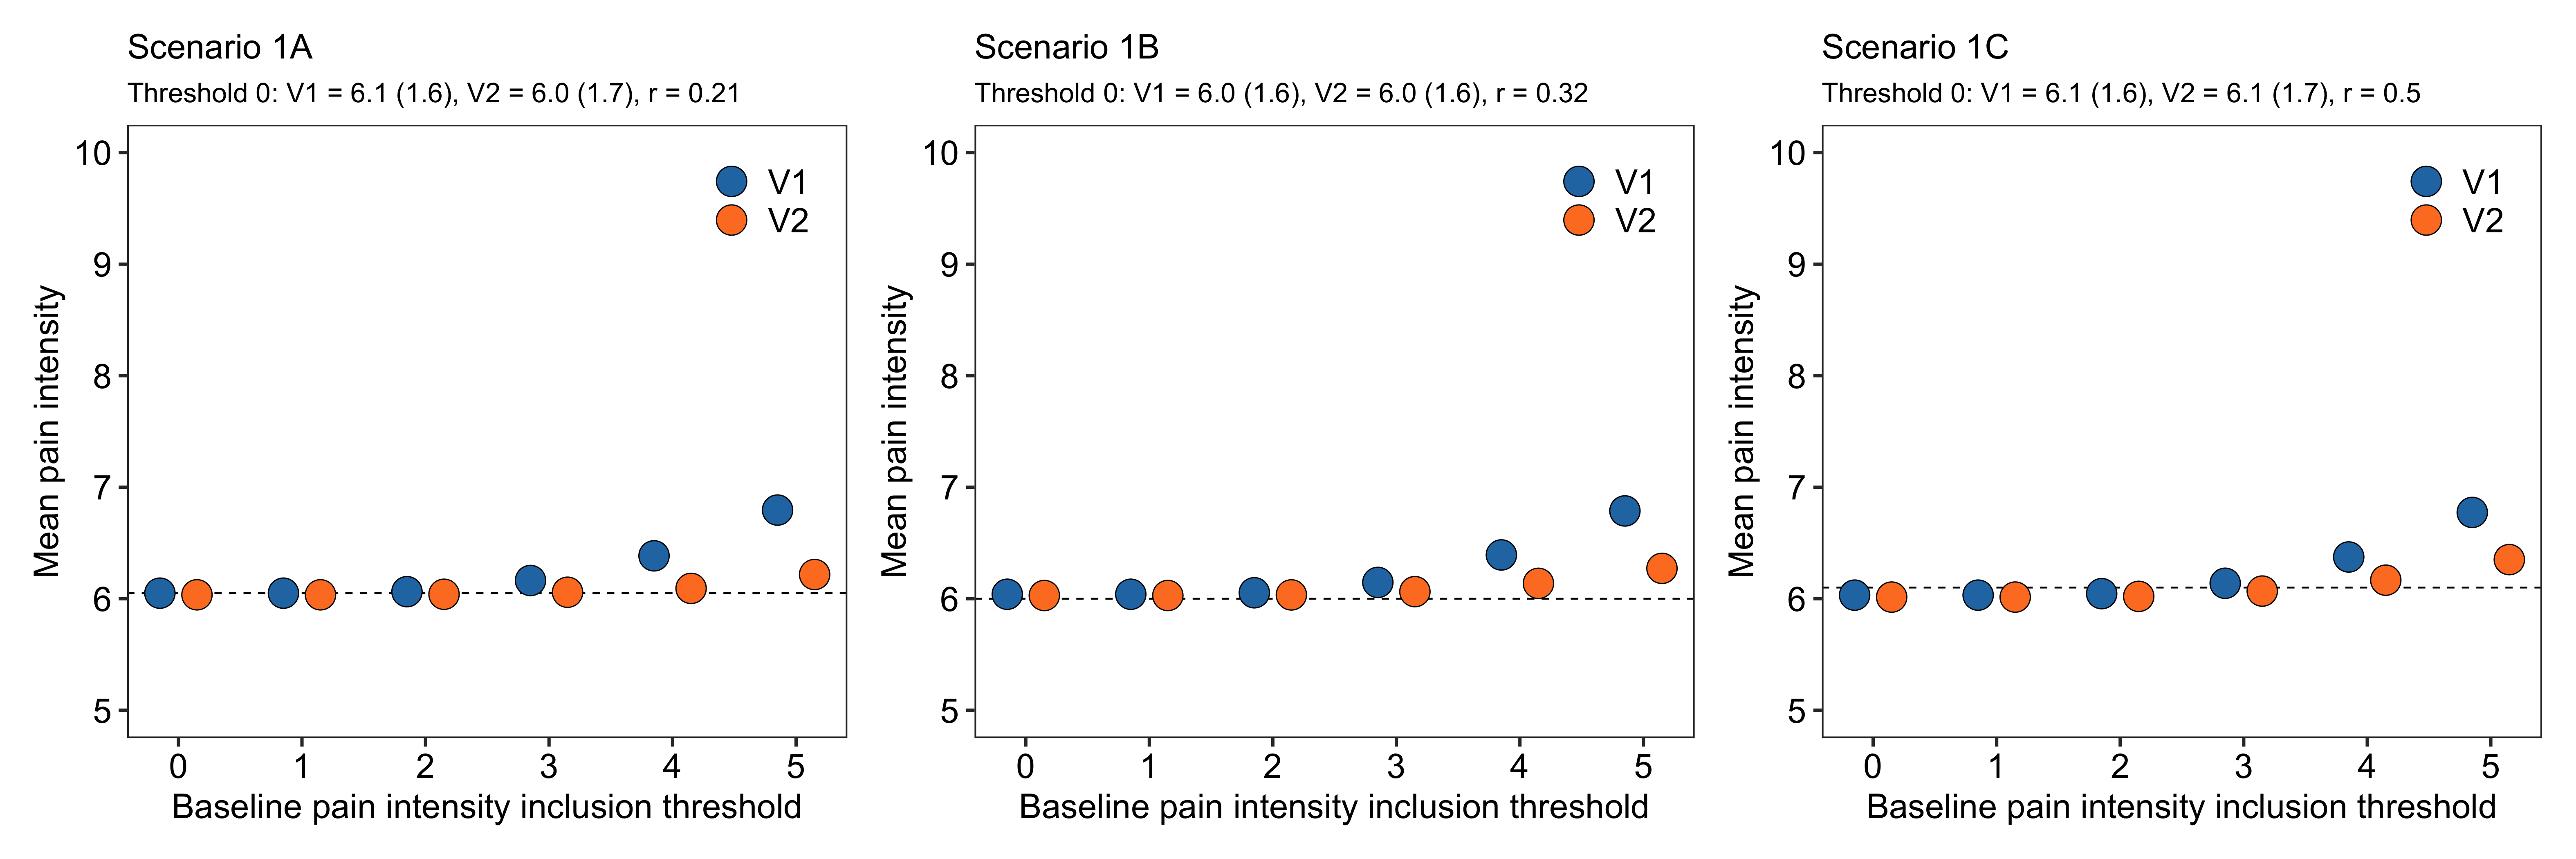 Scenario 1A
Threshold 0: V1 = 6.1 (1.6), V2 = 6.0 (1.7), r = 0.21
Mean pain intensity
10
9
8
7
6
5
V1
V2
0 1 2 3 4 5
Baseline pain intensity inclusion threshold
Scenario 1B
Threshold 0: V1 = 6.0 (1.6), V2 = 6.0 (1.6), r = 0.32
Mean pain intensity
10
9
8
7
6
5
V1
V2
0 1 2 3 4 5
Baseline pain intensity inclusion threshold
Scenario 1C
Threshold 0: V1 = 6.1 (1.6), V2 = 6.1 (1.7), r = 0.5
Mean pain intensity
10
9
8
7
6
5
V1
V2
0 1 2 3 4 5
Baseline pain intensity inclusion threshold